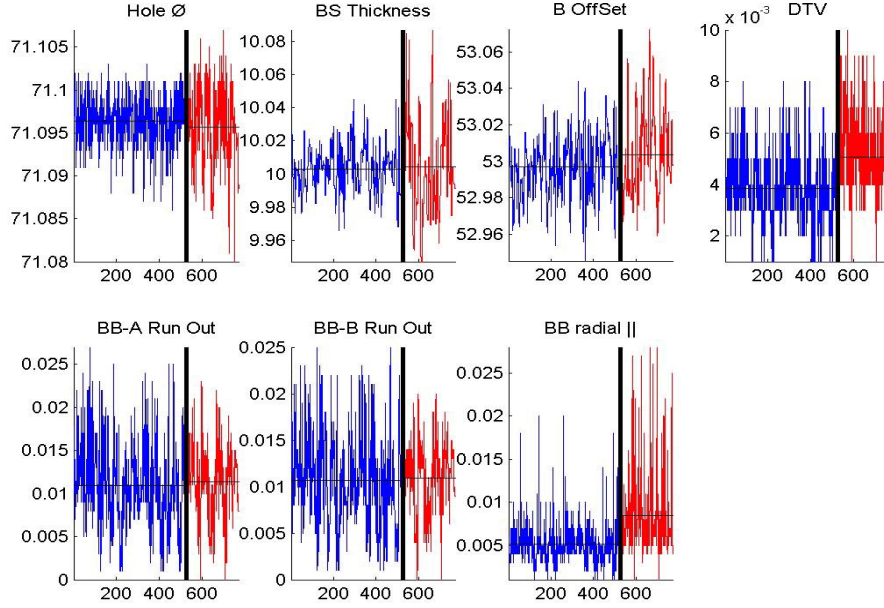 Hole Ø
71.105
71.1
71.095
71.09
71.085
71.08
200 400 600
BS Thickness
10.08
10.06
10.04
10.02
10
9.98
9.96
200 400 600
B OffSet
53.06
53.04
53.02
53
52.98
52.96
200 400 600
DTV
10 x 10⁻³
8
6
4
2
200 400 600
BB-A Run Out
0.025
0.02
0.015
0.01
0.005
0
200 400 600
BB-B Run Out
0.025
0.02
0.015
0.01
0.005
0
200 400 600
BB radial ||
0.025
0.02
0.015
0.01
0.005
200 400 600